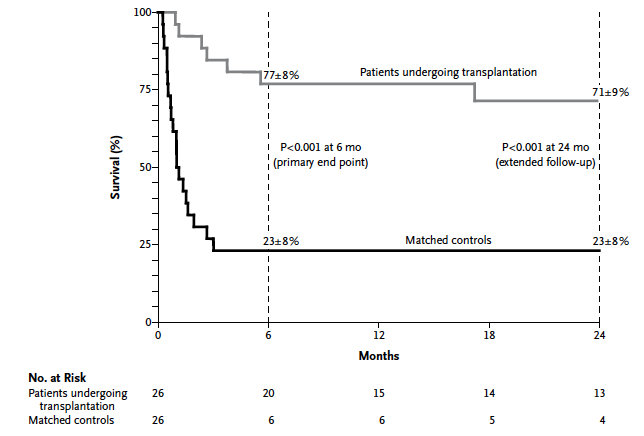 100
75
50
25
0
Survival (%)
77±8%
Patients undergoing transplantation
71±9%
P<0.001 at 6 mo
(primary end point)
P<0.001 at 24 mo
(extended follow-up)
23±8%
Matched controls
23±8%
0 6 12 18 24
Months
No. at Risk
Patients undergoing
transplantation
26 20 15 14 13
Matched controls 26 6 6 5 4